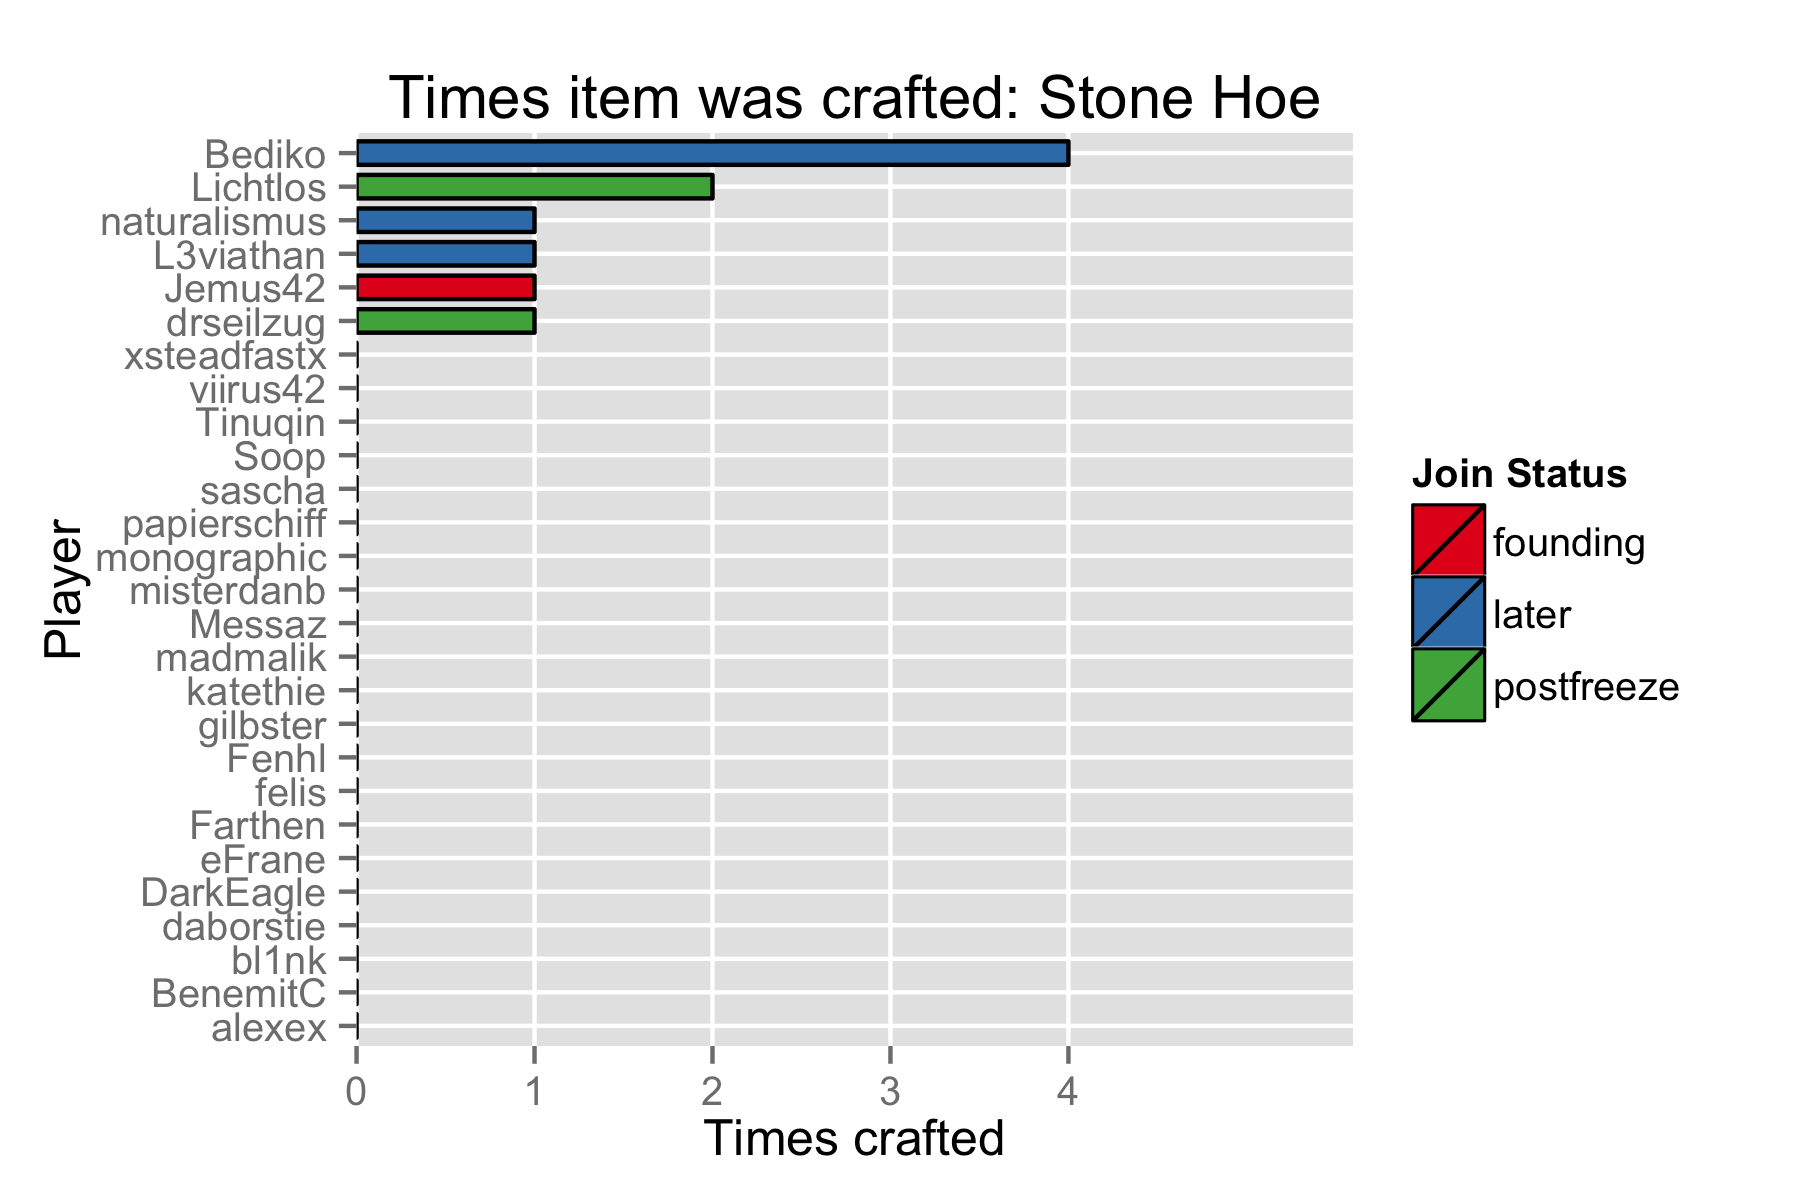 Times item was crafted: Stone Hoe
Player
Bediko
Lichtlos
naturalismus
L3viathan
Jemus42
drseilzug
xsteadfastx
viirus42
Tinuqin
Soop
sascha
papierschiff
monographic
misterdanb
Messaz
madmalik
katethie
gilbster
Fenhl
felis
Farthen
eFrane
DarkEagle
daborstie
bl1nk
BenemitC
alexex
0 1 2 3 4
Times crafted
Join Status
founding
later
postfreeze